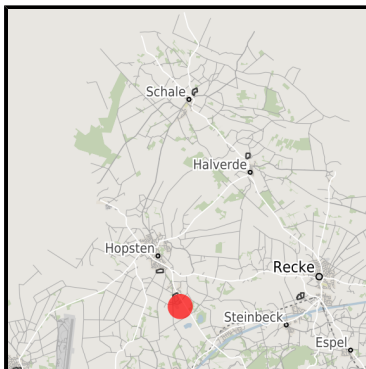 Schale
Halverde
Hopsten
Recke
Steinbeck
Espel